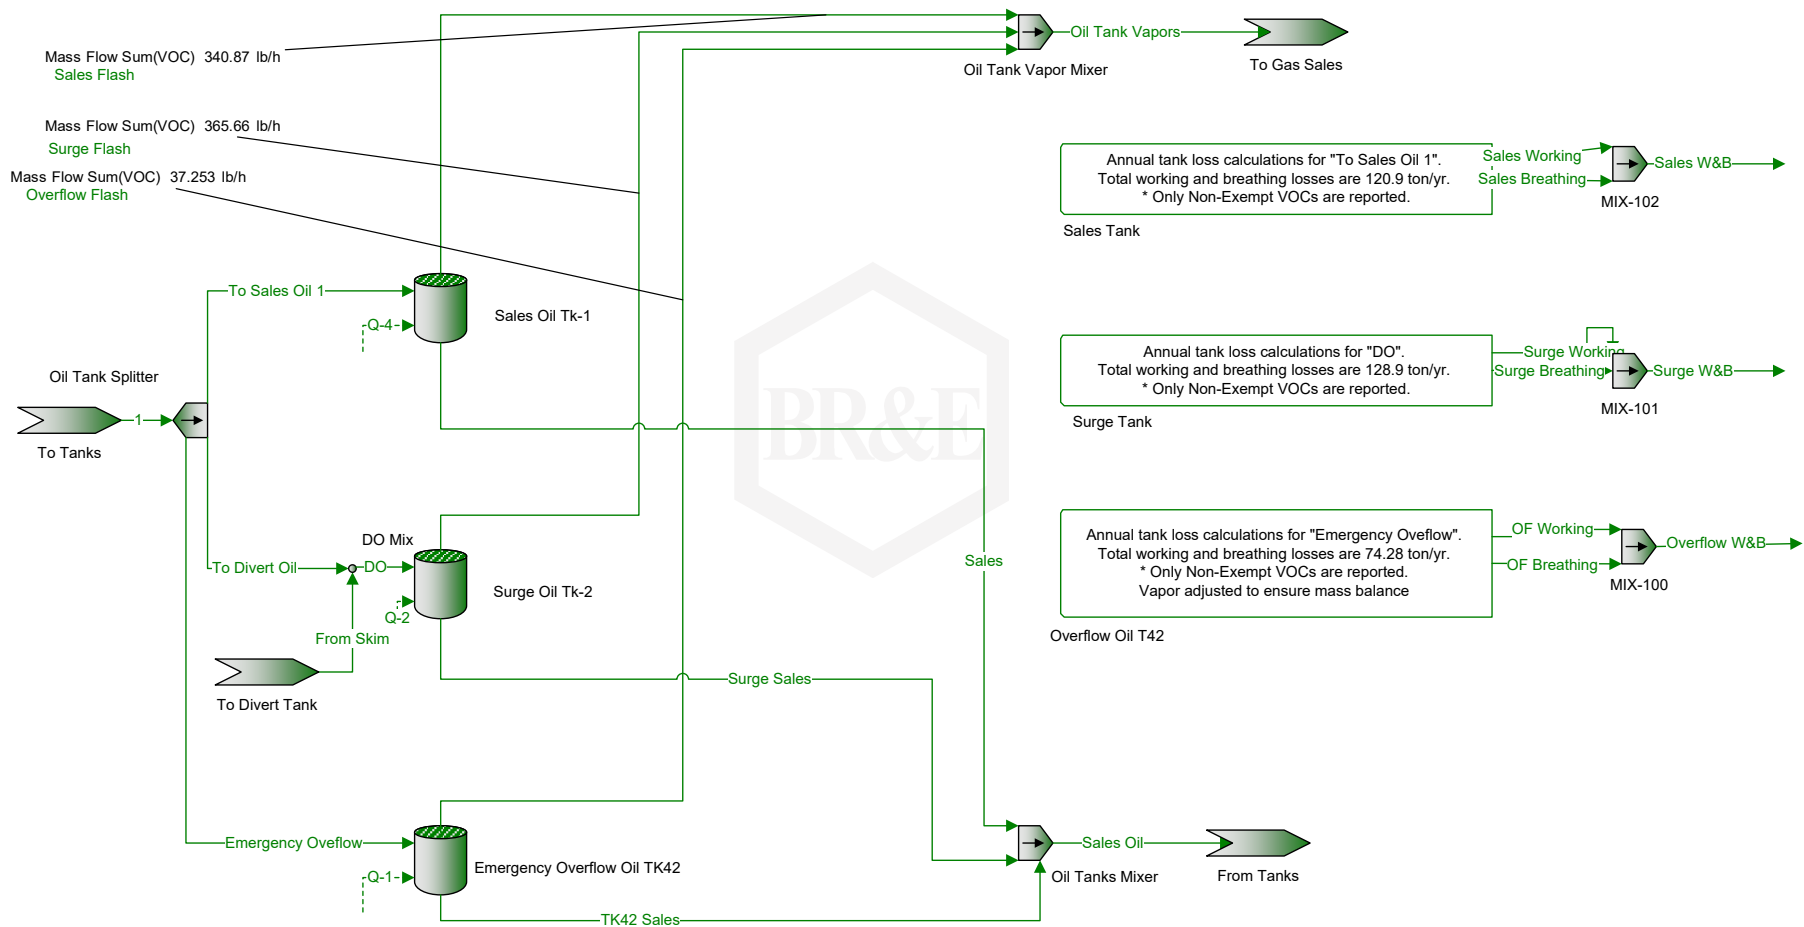 Mass Flow Sum(VOC) 340.87 lb/h
Sales Flash
Mass Flow Sum(VOC) 365.66 lb/h
Surge Flash
Mass Flow Sum(VOC) 37.253 lb/h
Overflow Flash
Oil Tank Vapors
Oil Tank Vapor Mixer
To Gas Sales
Annual tank loss calculations for "To Sales Oil 1".
Total working and breathing losses are 120.9 ton/yr.
* Only Non-Exempt VOCs are reported.
Sales Working
Sales Breathing
Sales W&B
MIX-102
Sales Tank
To Sales Oil 1
Q-4
Sales Oil Tk-1
Annual tank loss calculations for "DO".
Total working and breathing losses are 128.9 ton/yr.
* Only Non-Exempt VOCs are reported.
Surge Working
Surge Breathing
Surge W&B
MIX-101
Surge Tank
Oil Tank Splitter
1
To Tanks
BR&E
DO Mix
To Divert Oil
DO
Q-2
Surge Oil Tk-2
From Skim
To Divert Tank
Sales
Annual tank loss calculations for "Emergency Oveflow".
Total working and breathing losses are 74.28 ton/yr.
* Only Non-Exempt VOCs are reported.
Vapor adjusted to ensure mass balance
OF Working
OF Breathing
Overflow W&B
MIX-100
Overflow Oil T42
Surge Sales
Emergency Oveflow
Q-1
Emergency Overflow Oil TK42
TK42 Sales
Sales Oil
Oil Tanks Mixer
From Tanks